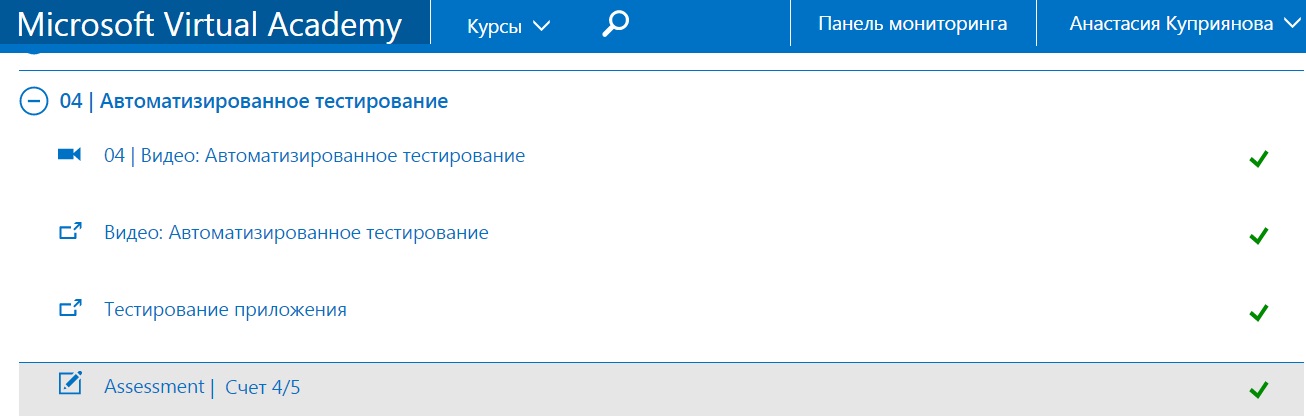 Microsoft Virtual Academy Курсы Панель мониторинга Анастасия Куприянова
04 | Автоматизированное тестирование
04 | Видео: Автоматизированное тестирование
Видео: Автоматизированное тестирование
Тестирование приложения
Assessment | Счет 4/5